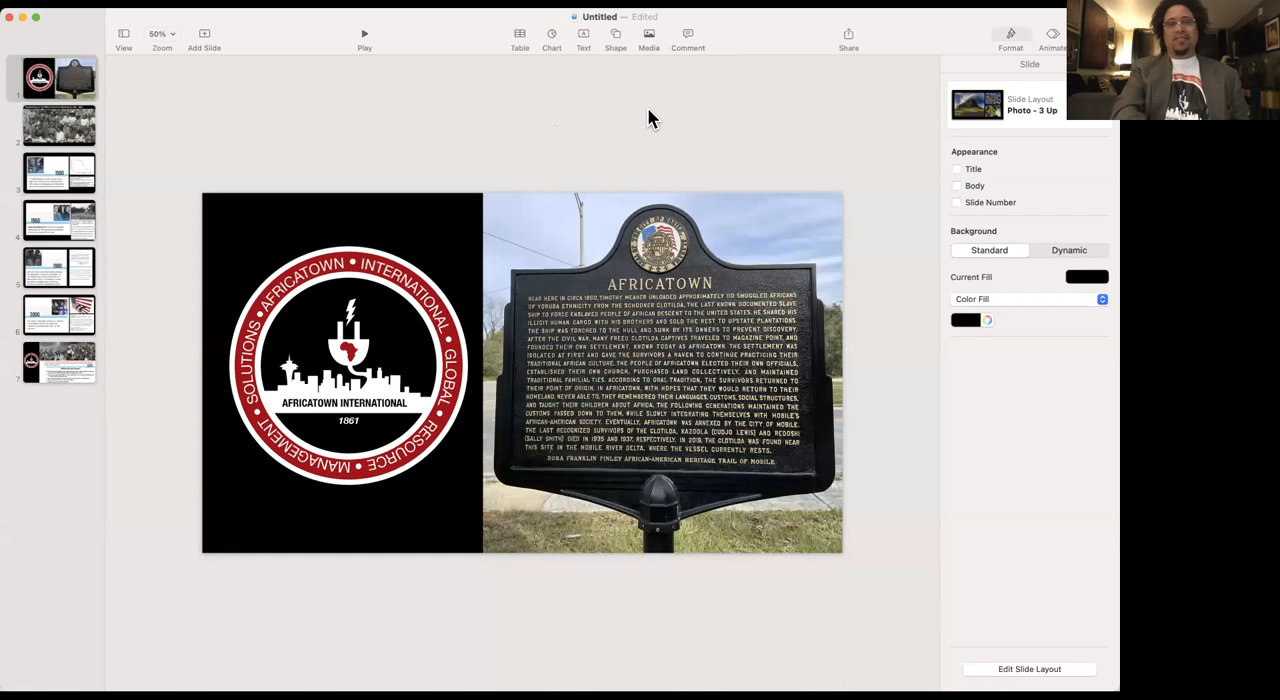 Untitled — Edited
View
50%
Zoom
Add Slide
Play
Table
Chart
Text
Shape
Media
Comment
Share
Format
Animate
Slide
Slide Layout
Photo - 3 Up
Appearance
Title
Body
Slide Number
Background
Standard
Dynamic
Current Fill
Color Fill
Edit Slide Layout
1
2
3
4
5
6
7
AFRICATOWN • INTERNATIONAL • GLOBAL • RESOURCE • MANAGEMENT • SOLUTIONS •
AFRICATOWN INTERNATIONAL
1861
AFRICATOWN
NEAR HERE IN CIRCA 1860, TIMOTHY MEAHER UNLOADED APPROXIMATELY 110 SMUGGLED AFRICANS
OF YORUBA ETHNICITY FROM THE SCHOONER CLOTILDA, THE LAST KNOWN DOCUMENTED SLAVE
SHIP TO FORCE ENSLAVED PEOPLE OF AFRICAN DESCENT TO THE UNITED STATES. HE SHARED HIS
ILLICIT HUMAN CARGO WITH HIS BROTHERS AND SOLD THE REST TO UPSTATE PLANTATIONS.
THE SHIP WAS TORCHED TO THE HULL AND SUNK BY ITS OWNERS TO PREVENT DISCOVERY.
AFTER THE CIVIL WAR, MANY FREED CLOTILDA CAPTIVES TRAVELED TO MAGAZINE POINT, AND
FOUNDED THEIR OWN SETTLEMENT, KNOWN TODAY AS AFRICATOWN. THE SETTLEMENT WAS
ISOLATED AT FIRST AND GAVE THE SURVIVORS A HAVEN TO CONTINUE PRACTICING THEIR
TRADITIONAL AFRICAN CULTURE. THE PEOPLE OF AFRICATOWN ELECTED THEIR OWN OFFICIALS,
ESTABLISHED THEIR OWN CHURCH, PURCHASED LAND COLLECTIVELY, AND MAINTAINED
TRADITIONAL FAMILIAL TIES. ACCORDING TO ORAL TRADITION, THE SURVIVORS RETURNED TO
THEIR POINT OF ORIGIN, IN AFRICATOWN, WITH HOPES THAT THEY WOULD RETURN TO THEIR
HOMELAND. NEVER ABLE TO, THEY REMEMBERED THEIR LANGUAGES, CUSTOMS, SOCIAL STRUCTURES,
AND TAUGHT THEIR CHILDREN ABOUT AFRICA. THE FOLLOWING GENERATIONS MAINTAINED THE
CUSTOMS PASSED DOWN TO THEM, WHILE SLOWLY INTEGRATING THEMSELVES WITH MOBILE'S
AFRICAN-AMERICAN SOCIETY. EVENTUALLY, AFRICATOWN WAS ANNEXED BY THE CITY OF MOBILE.
THE LAST RECOGNIZED SURVIVORS OF THE CLOTILDA, KAZOOLA (CUDJO LEWIS) AND REDOSHI
(SALLY SMITH) DIED IN 1935 AND 1937, RESPECTIVELY. IN 2019, THE CLOTILDA WAS FOUND NEAR
THIS SITE IN THE MOBILE RIVER DELTA, WHERE THE VESSEL CURRENTLY RESTS.
DORA FRANKLIN FINLEY AFRICAN-AMERICAN HERITAGE TRAIL OF MOBILE